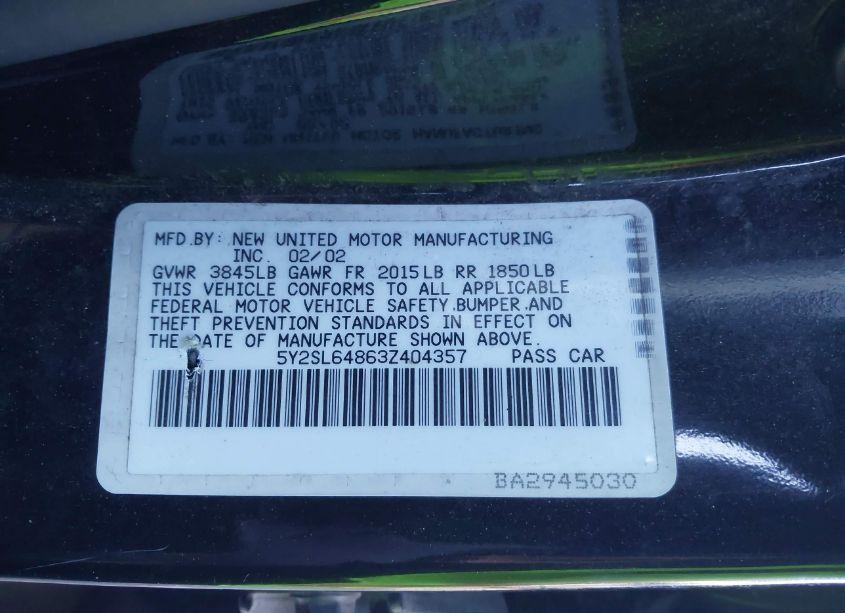 MFD.BY: NEW UNITED MOTOR MANUFACTURING
INC. 02/02
GVWR 3845LB GAWR FR 2015LB RR 1850LB
THIS VEHICLE CONFORMS TO ALL APPLICABLE
FEDERAL MOTOR VEHICLE SAFETY,BUMPER,AND
THEFT PREVENTION STANDARDS IN EFFECT ON
THE DATE OF MANUFACTURE SHOWN ABOVE.
5Y2SL64863Z404357 PASS CAR
BA2945030